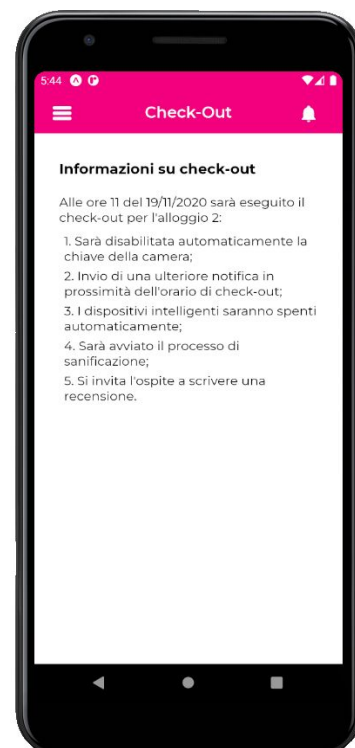 5:44
Check-Out
Informazioni su check-out
Alle ore 11 del 19/11/2020 sarà eseguito il
check-out per l'alloggio 2:
1. Sarà disabilitata automaticamente la
chiave della camera;
2. Invio di una ulteriore notifica in
prossimità dell'orario di check-out;
3. I dispositivi intelligenti saranno spenti
automaticamente;
4. Sarà avviato il processo di
sanificazione;
5. Si invita l'ospite a scrivere una
recensione.